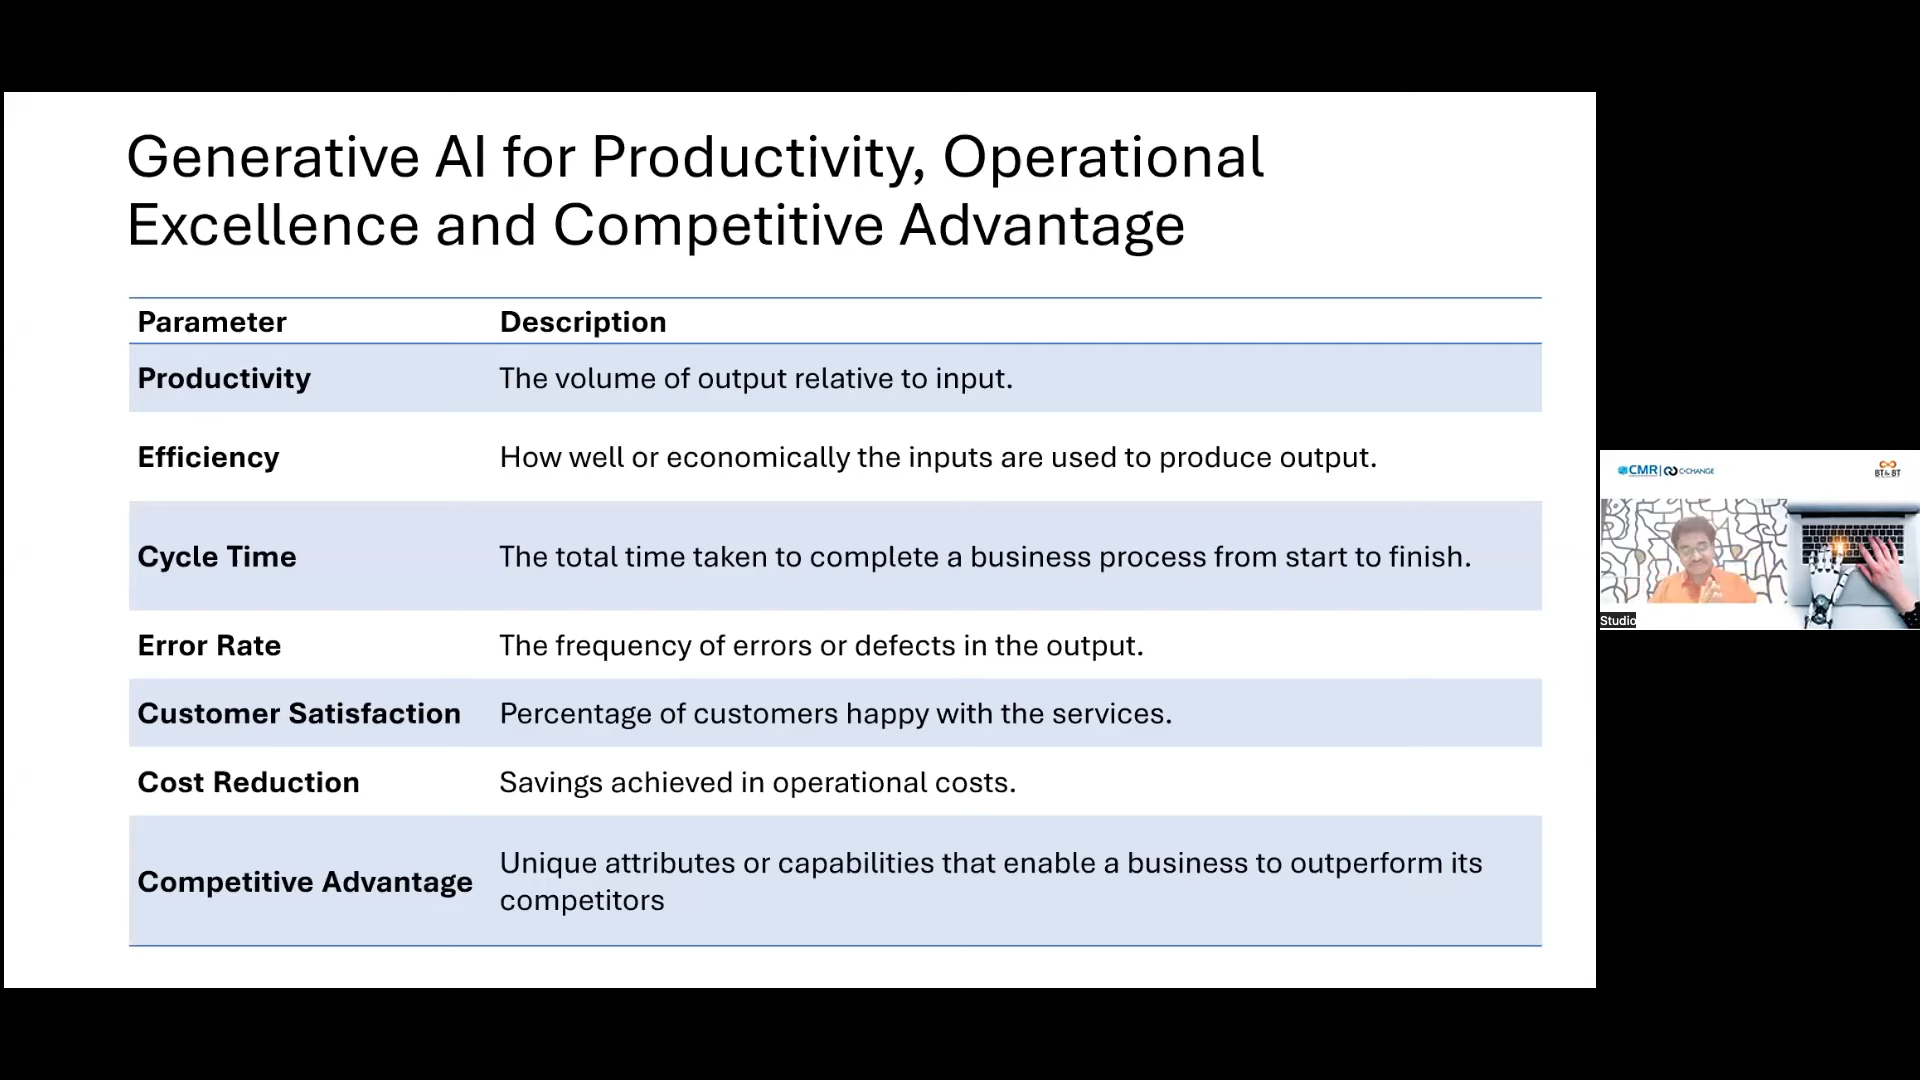 Generative AI for Productivity, Operational
Excellence and Competitive Advantage
Parameter Description
Productivity The volume of output relative to input.
Efficiency How well or economically the inputs are used to produce output.
Cycle Time The total time taken to complete a business process from start to finish.
Error Rate The frequency of errors or defects in the output.
Customer Satisfaction Percentage of customers happy with the services.
Cost Reduction Savings achieved in operational costs.
Competitive Advantage Unique attributes or capabilities that enable a business to outperform its
competitors
CMR | C-CHANGE
BT& BT
Studio